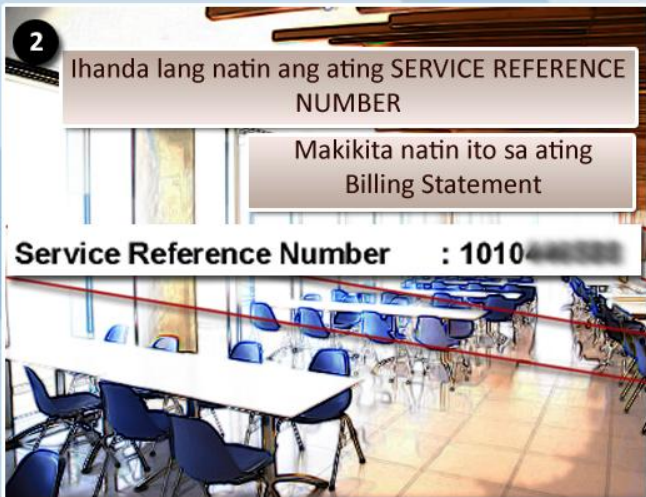 2
Ihanda lang natin ang ating SERVICE REFERENCE
NUMBER
Makikita natin ito sa ating
Billing Statement
Service Reference Number : 1010